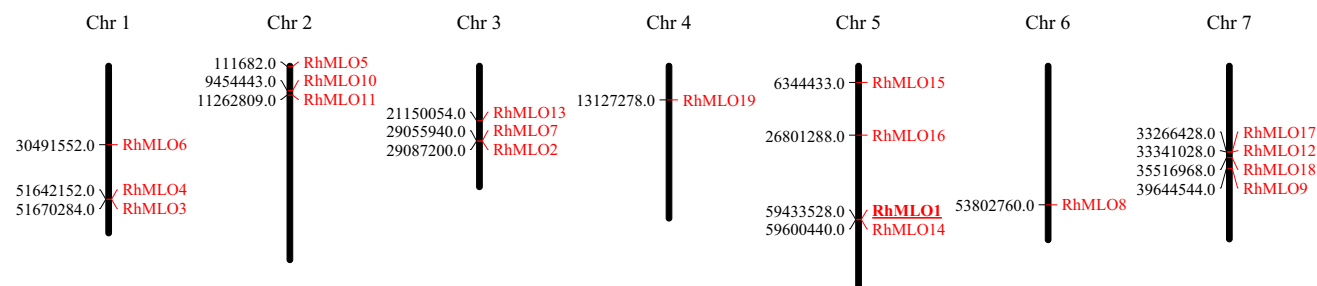 Chr 1
30491552.0 RhMLO6
51642152.0 RhMLO4
51670284.0 RhMLO3
Chr 2
111682.0 RhMLO5
9454443.0 RhMLO10
11262809.0 RhMLO11
Chr 3
21150054.0 RhMLO13
29055940.0 RhMLO7
29087200.0 RhMLO2
Chr 4
13127278.0 RhMLO19
Chr 5
6344433.0 RhMLO15
26801288.0 RhMLO16
59433528.0 RhMLO1
59600440.0 RhMLO14
Chr 6
53802760.0 RhMLO8
Chr 7
33266428.0 RhMLO17
33341028.0 RhMLO12
35516968.0 RhMLO18
39644544.0 RhMLO9